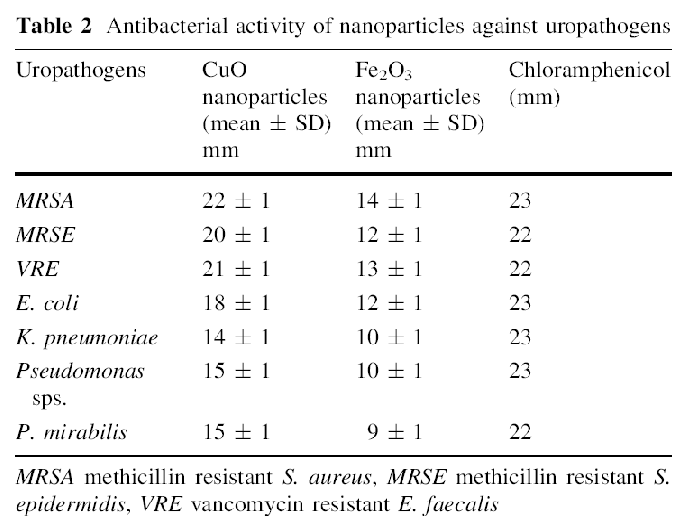 Table 2 Antibacterial activity of nanoparticles against uropathogens
Uropathogens CuO nanoparticles (mean ± SD) mm Fe₂O₃ nanoparticles (mean ± SD) mm Chloramphenicol (mm)
MRSA 22 ± 1 14 ± 1 23
MRSE 20 ± 1 12 ± 1 22
VRE 21 ± 1 13 ± 1 22
E. coli 18 ± 1 12 ± 1 23
K. pneumoniae 14 ± 1 10 ± 1 23
Pseudomonas sps. 15 ± 1 10 ± 1 23
P. mirabilis 15 ± 1 9 ± 1 22
MRSA methicillin resistant S. aureus, MRSE methicillin resistant S.
epidermidis, VRE vancomycin resistant E. faecalis